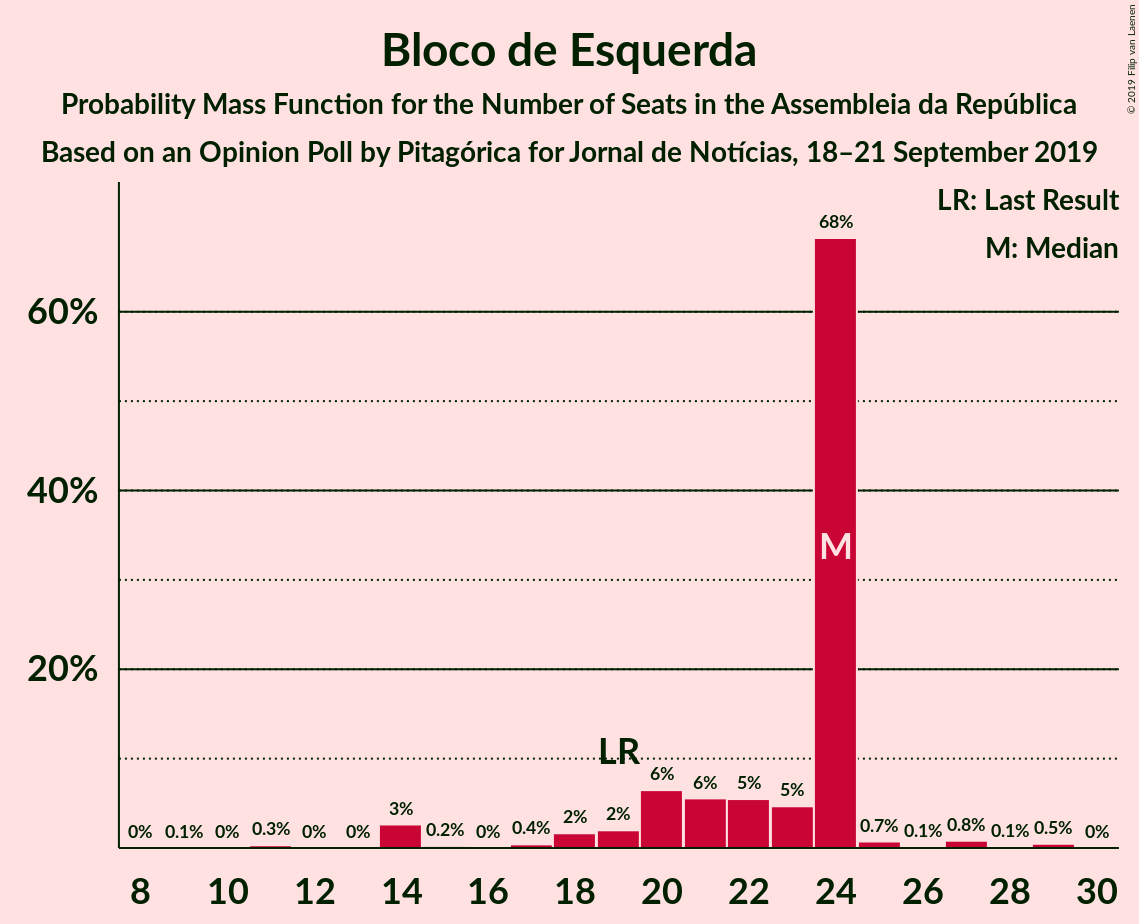 Bloco de Esquerda
Probability Mass Function for the Number of Seats in the Assembleia da República
Based on an Opinion Poll by Pitagórica for Jornal de Notícias, 18–21 September 2019
© 2019 Filip van Laenen
LR: Last Result
M: Median
68%
60%
40%
M
20%
LR
0% 0.1% 0% 0.3% 0% 0% 3% 0.2% 0% 0.4% 2% 2% 6% 6% 5% 5% 0.7% 0.1% 0.8% 0.1% 0.5% 0%
8 10 12 14 16 18 20 22 24 26 28 30